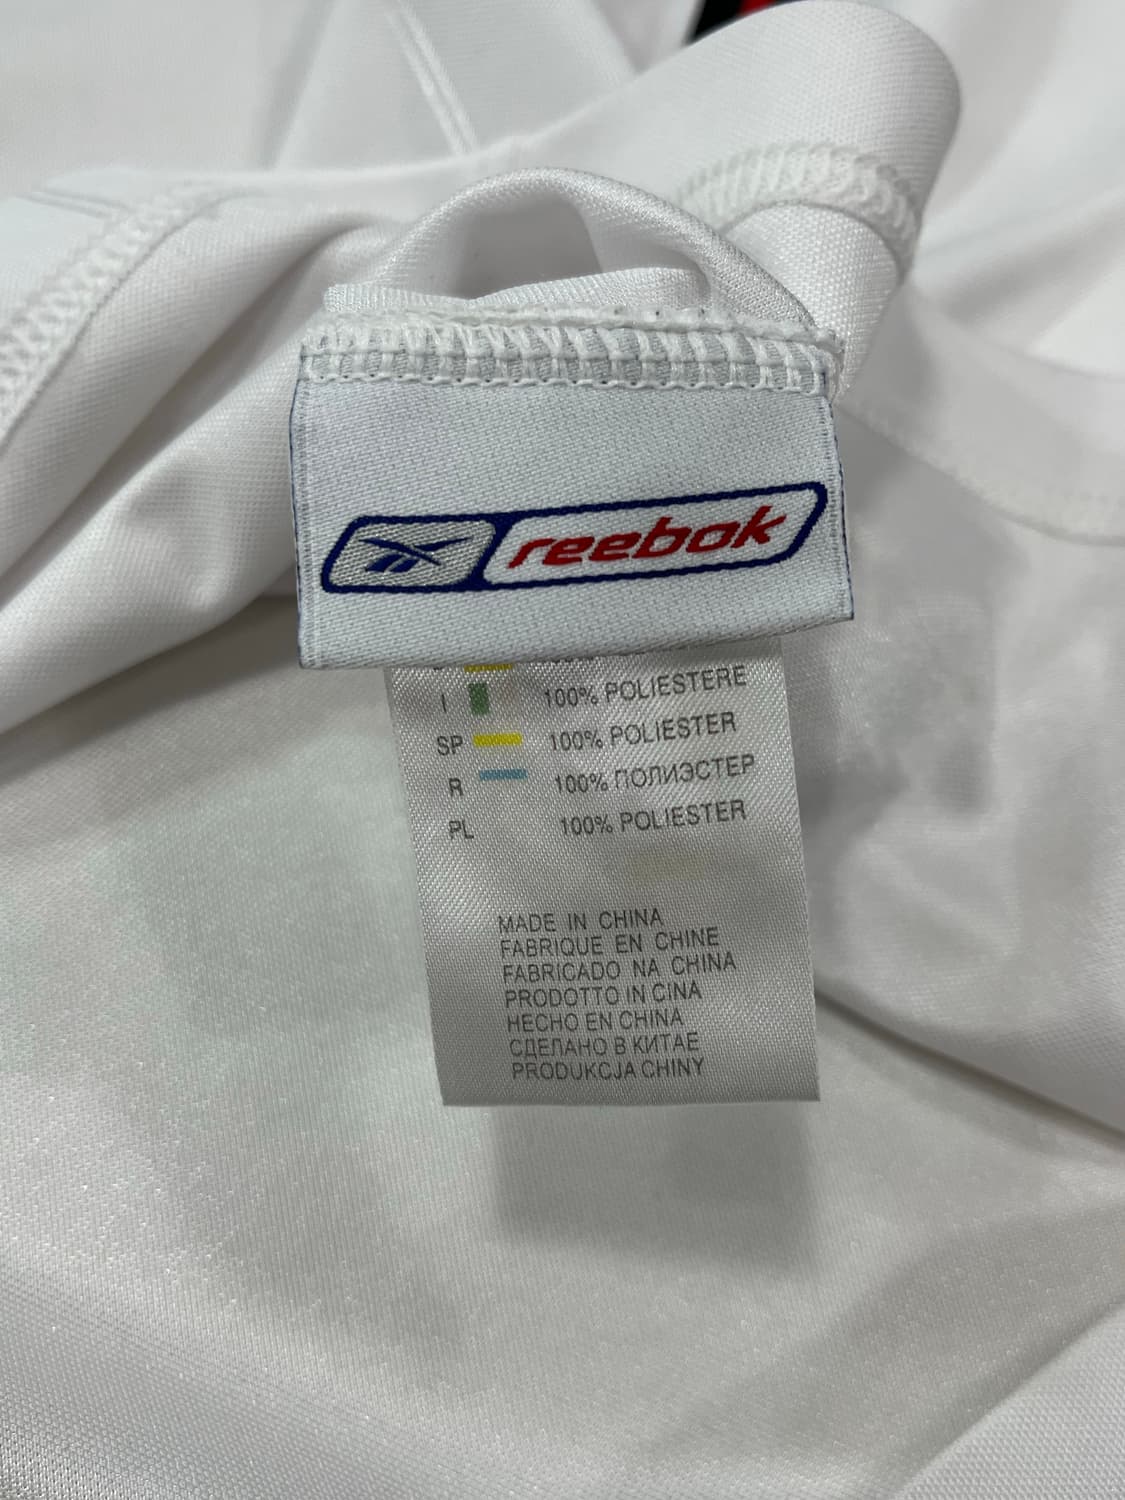 reebok
I 100% POLIESTERE
SP 100% POLIESTER
R 100% ПОЛИЭСТЕР
PL 100% POLIESTER
MADE IN CHINA
FABRIQUE EN CHINE
FABRICADO NA CHINA
PRODOTTO IN CINA
HECHO EN CHINA
СДЕЛАНО В КИТАЕ
PRODUKCJA CHINY